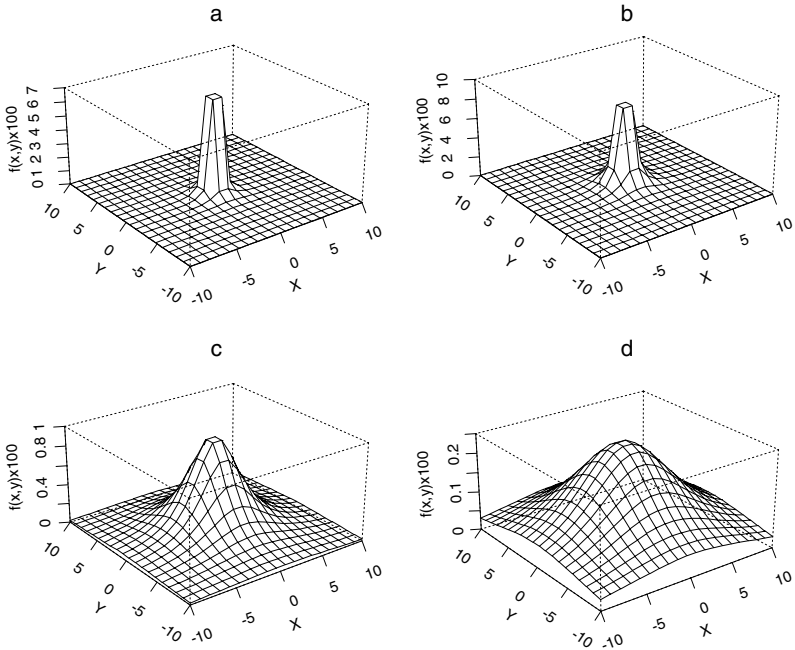 a
f(x,y)x100
0 1 2 3 4 5 6 7
10 5 0 -5 -10
Y
-10 -5 0 5 10
X
b
f(x,y)x100
0 2 4 6 8 10
10 5 0 -5 -10
Y
-10 -5 0 5 10
X
c
f(x,y)x100
0 0.4 0.8 1
10 5 0 -5 -10
Y
-10 -5 0 5 10
X
d
f(x,y)x100
0 0.1 0.2
10 5 0 -5 -10
Y
-10 -5 0 5 10
X